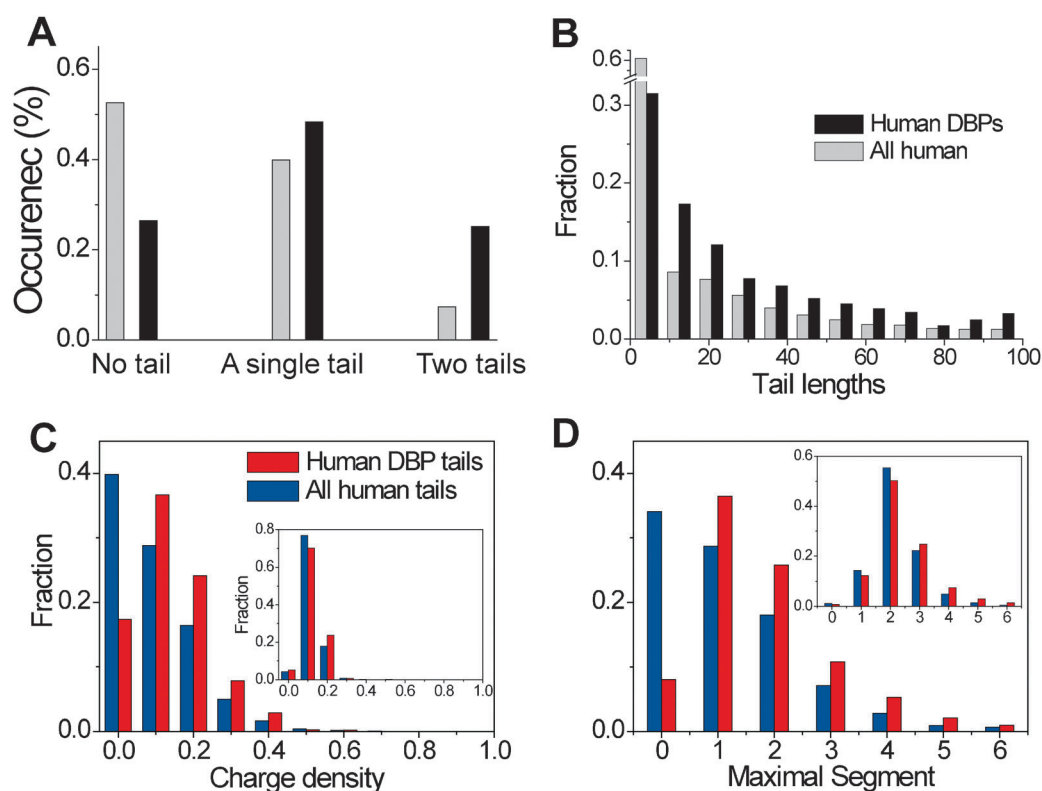 A
Occurenec (%)
0.6
0.4
0.2
0.0
No tail A single tail Two tails
B
Fraction
0.6
0.3
0.2
0.1
0.0
Human DBPs
All human
0 20 40 60 80 100
Tail lengths
C
Fraction
0.4
0.2
0.0
Human DBP tails
All human tails
Fraction
0.8
0.6
0.4
0.2
0.0
0.0 0.2 0.4 0.6 0.8 1.0
0.0 0.2 0.4 0.6 0.8 1.0
Charge density
D
0.4
0.2
0.0
0.6
0.4
0.2
0.0
0 1 2 3 4 5 6
0 1 2 3 4 5 6
Maximal Segment